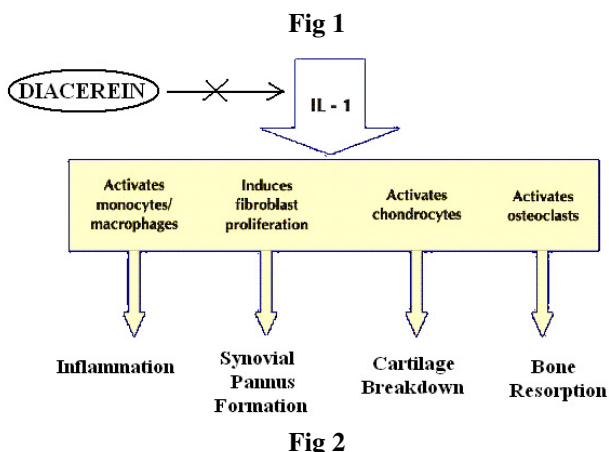 Fig 1
DIACEREIN
IL - 1
Activates
monocytes/
macrophages
Induces
fibroblast
proliferation
Activates
chondrocytes
Activates
osteoclasts
Inflammation
Synovial
Pannus
Formation
Cartilage
Breakdown
Bone
Resorption
Fig 2